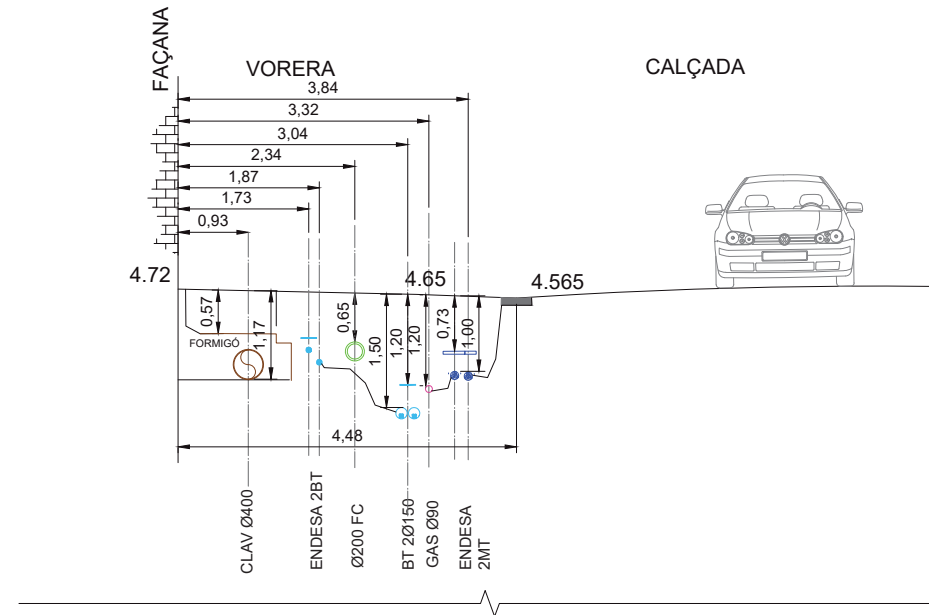 FAÇANA
VORERA
CALÇADA
3,84
3,32
3,04
2,34
1,87
1,73
0,93
4.72
4.65
4.565
0,57
1,17
0,65
1,50
1,20
1,20
0,73
1,00
FORMIGÓ
4,48
CLAV Ø400
ENDESA 2BT
Ø200 FC
BT 2Ø150
GAS Ø90
ENDESA
2MT